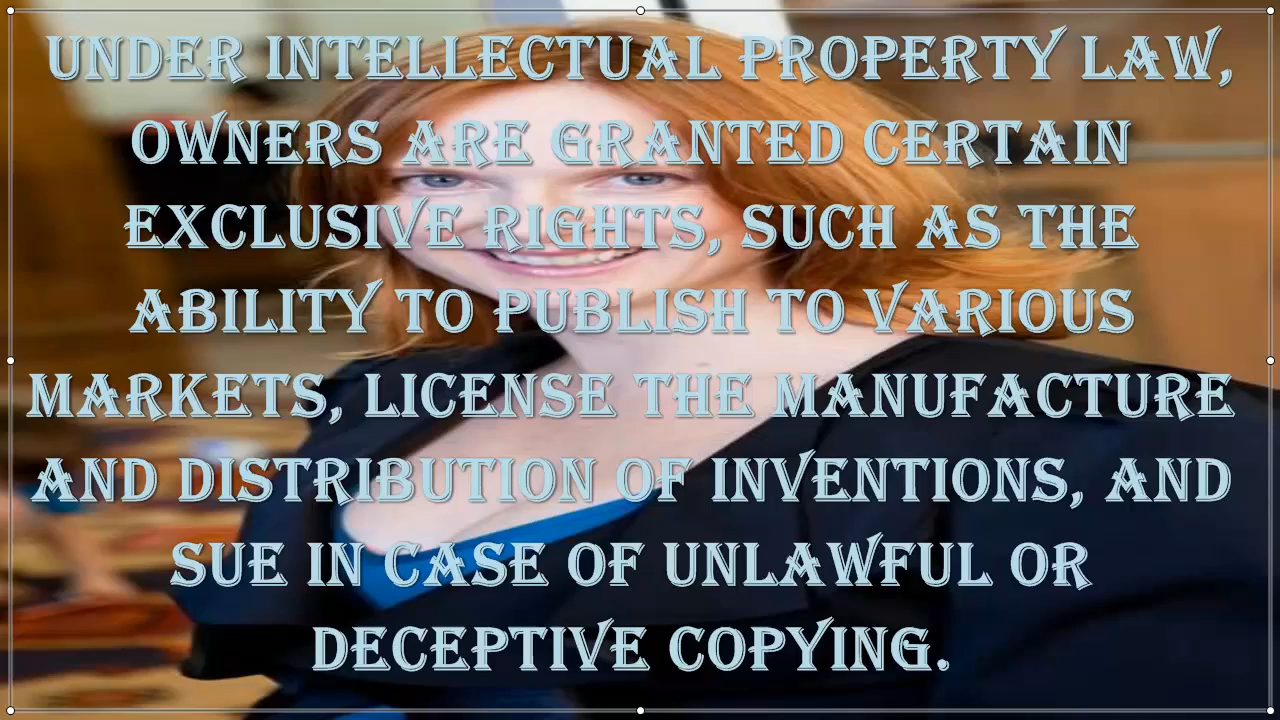 UNDER INTELLECTUAL PROPERTY LAW,
OWNERS ARE GRANTED CERTAIN
EXCLUSIVE RIGHTS, SUCH AS THE
ABILITY TO PUBLISH TO VARIOUS
MARKETS, LICENSE THE MANUFACTURE
AND DISTRIBUTION OF INVENTIONS, AND
SUE IN CASE OF UNLAWFUL OR
DECEPTIVE COPYING.